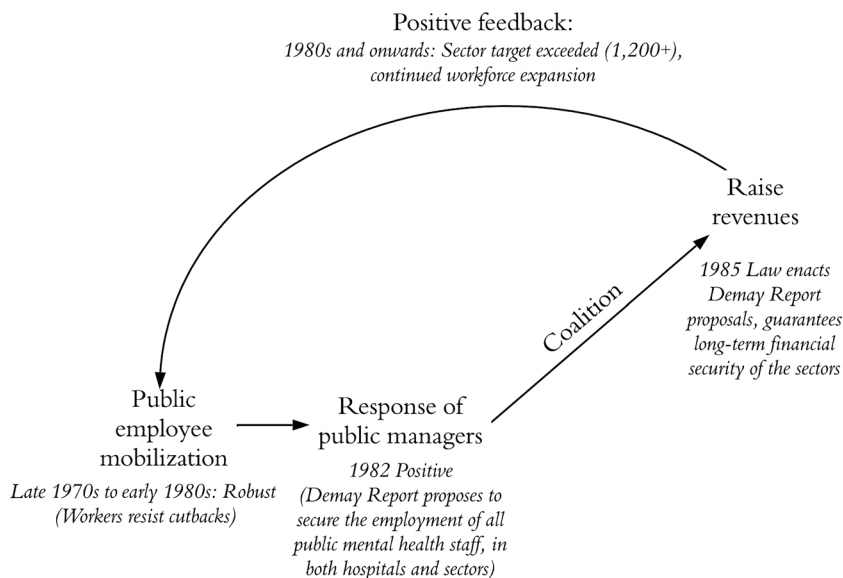 Positive feedback:
1980s and onwards: Sector target exceeded (1,200+),
continued workforce expansion
Raise
revenues
1985 Law enacts
Demay Report
proposals, guarantees
long-term financial
security of the sectors
Coalition
Public
employee
mobilization
Late 1970s to early 1980s: Robust
(Workers resist cutbacks)
Response of
public managers
1982 Positive
(Demay Report proposes to
secure the employment of all
public mental health staff, in
both hospitals and sectors)